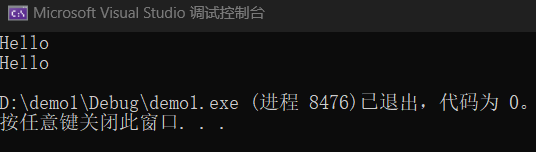 Microsoft Visual Studio 调试控制台
Hello
Hello
D:\demo1\Debug\demo1.exe (进程 8476)已退出，代码为 0。
按任意键关闭此窗口. . .